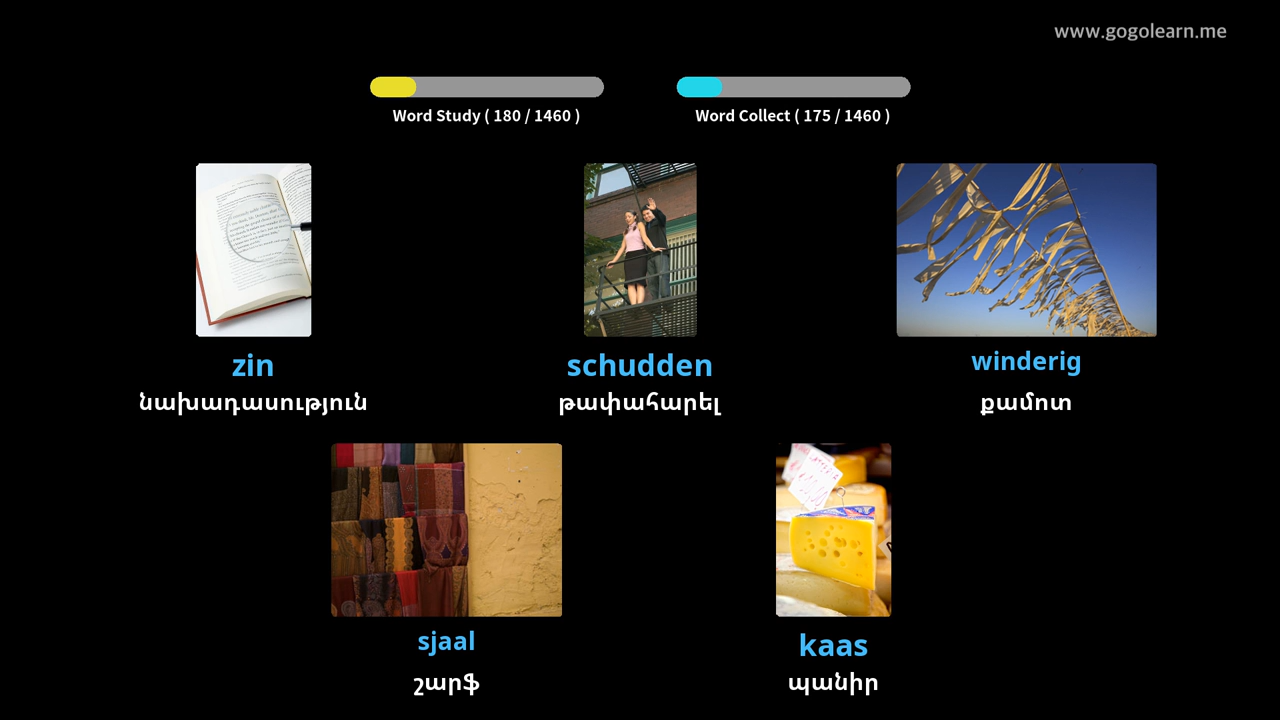 www.gogolearn.me
Word Study ( 180 / 1460 )
Word Collect ( 175 / 1460 )
zin
schudden
winderig
նախադասություն
թափահարել
քամոտ
sjaal
kaas
շարֆ
պանիր